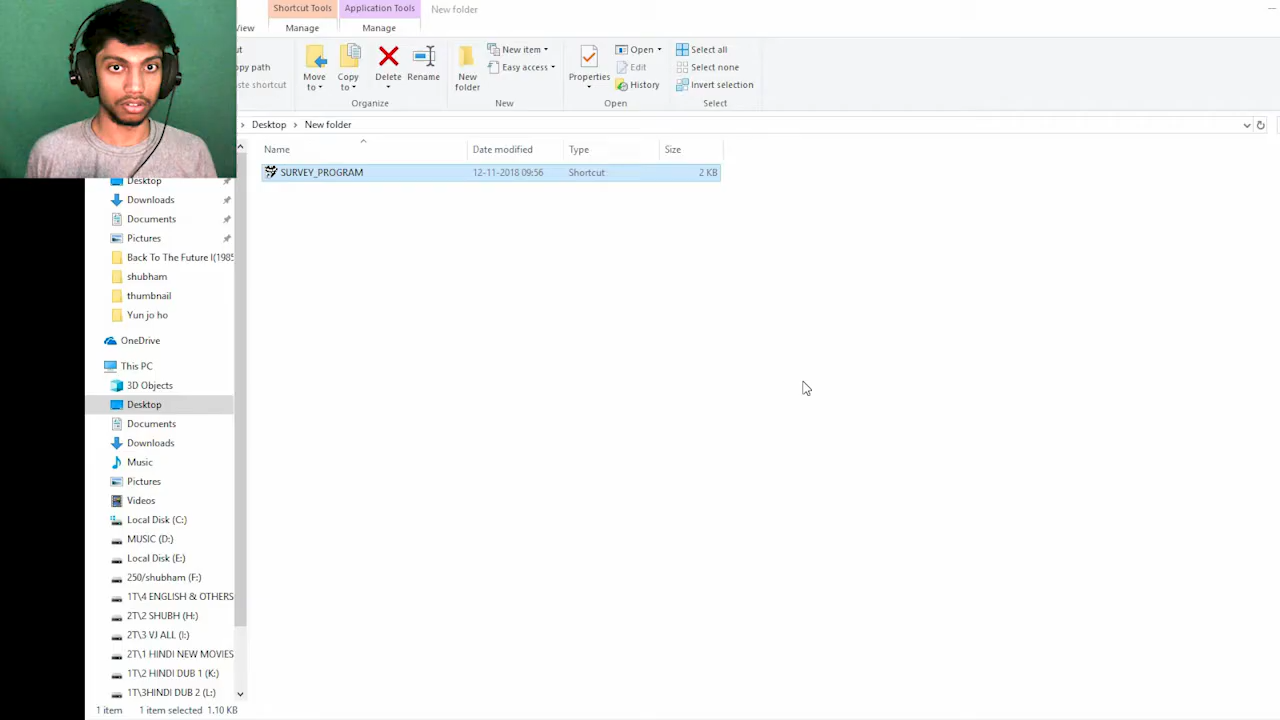 Shortcut Tools
Application Tools
New folder
View
Manage
Manage
Move to
Copy to
Delete
Rename
New folder
New item
Easy access
Properties
Open
Edit
History
Select all
Select none
Invert selection
py path
ste shortcut
Organize
New
Open
Select
Desktop
New folder
Name
Date modified
Type
Size
SURVEY_PROGRAM
12-11-2018 09:56
Shortcut
2 KB
Desktop
Downloads
Documents
Pictures
Back To The Future I(1985
shubham
thumbnail
Yun jo ho
OneDrive
This PC
3D Objects
Desktop
Documents
Downloads
Music
Pictures
Videos
Local Disk (C:)
MUSIC (D:)
Local Disk (E:)
250/shubham (F:)
1T\4 ENGLISH & OTHERS
2T\2 SHUBH (H:)
2T\3 VJ ALL (I:)
2T\1 HINDI NEW MOVIES
1T\2 HINDI DUB 1 (K:)
1T\3HINDI DUB 2 (L:)
1 item
1 item selected
1.10 KB